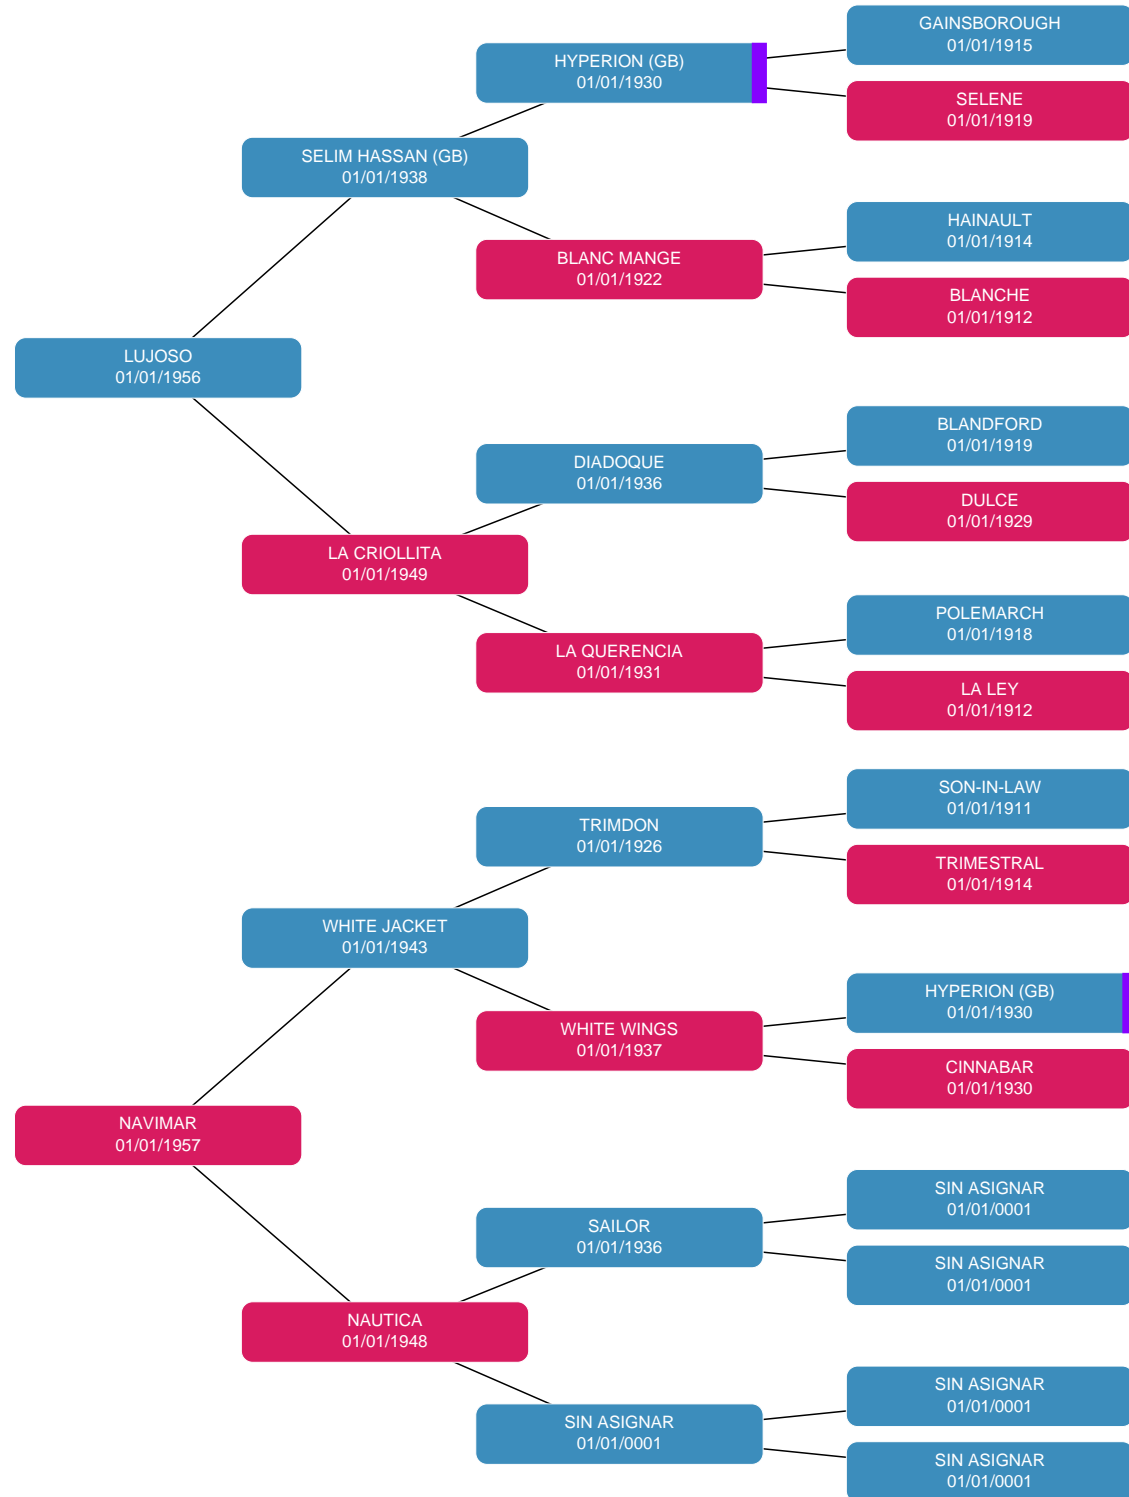 GAINSBOROUGH
01/01/1915
HYPERION (GB)
01/01/1930
SELENE
01/01/1919
SELIM HASSAN (GB)
01/01/1938
HAINAULT
01/01/1914
BLANC MANGE
01/01/1922
BLANCHE
01/01/1912
LUJOSO
01/01/1956
BLANDFORD
01/01/1919
DIADOQUE
01/01/1936
DULCE
01/01/1929
LA CRIOLLITA
01/01/1949
POLEMARCH
01/01/1918
LA QUERENCIA
01/01/1931
LA LEY
01/01/1912
SON-IN-LAW
01/01/1911
TRIMDON
01/01/1926
TRIMESTRAL
01/01/1914
WHITE JACKET
01/01/1943
HYPERION (GB)
01/01/1930
WHITE WINGS
01/01/1937
CINNABAR
01/01/1930
NAVIMAR
01/01/1957
SIN ASIGNAR
01/01/0001
SAILOR
01/01/1936
SIN ASIGNAR
01/01/0001
NAUTICA
01/01/1948
SIN ASIGNAR
01/01/0001
SIN ASIGNAR
01/01/0001
SIN ASIGNAR
01/01/0001